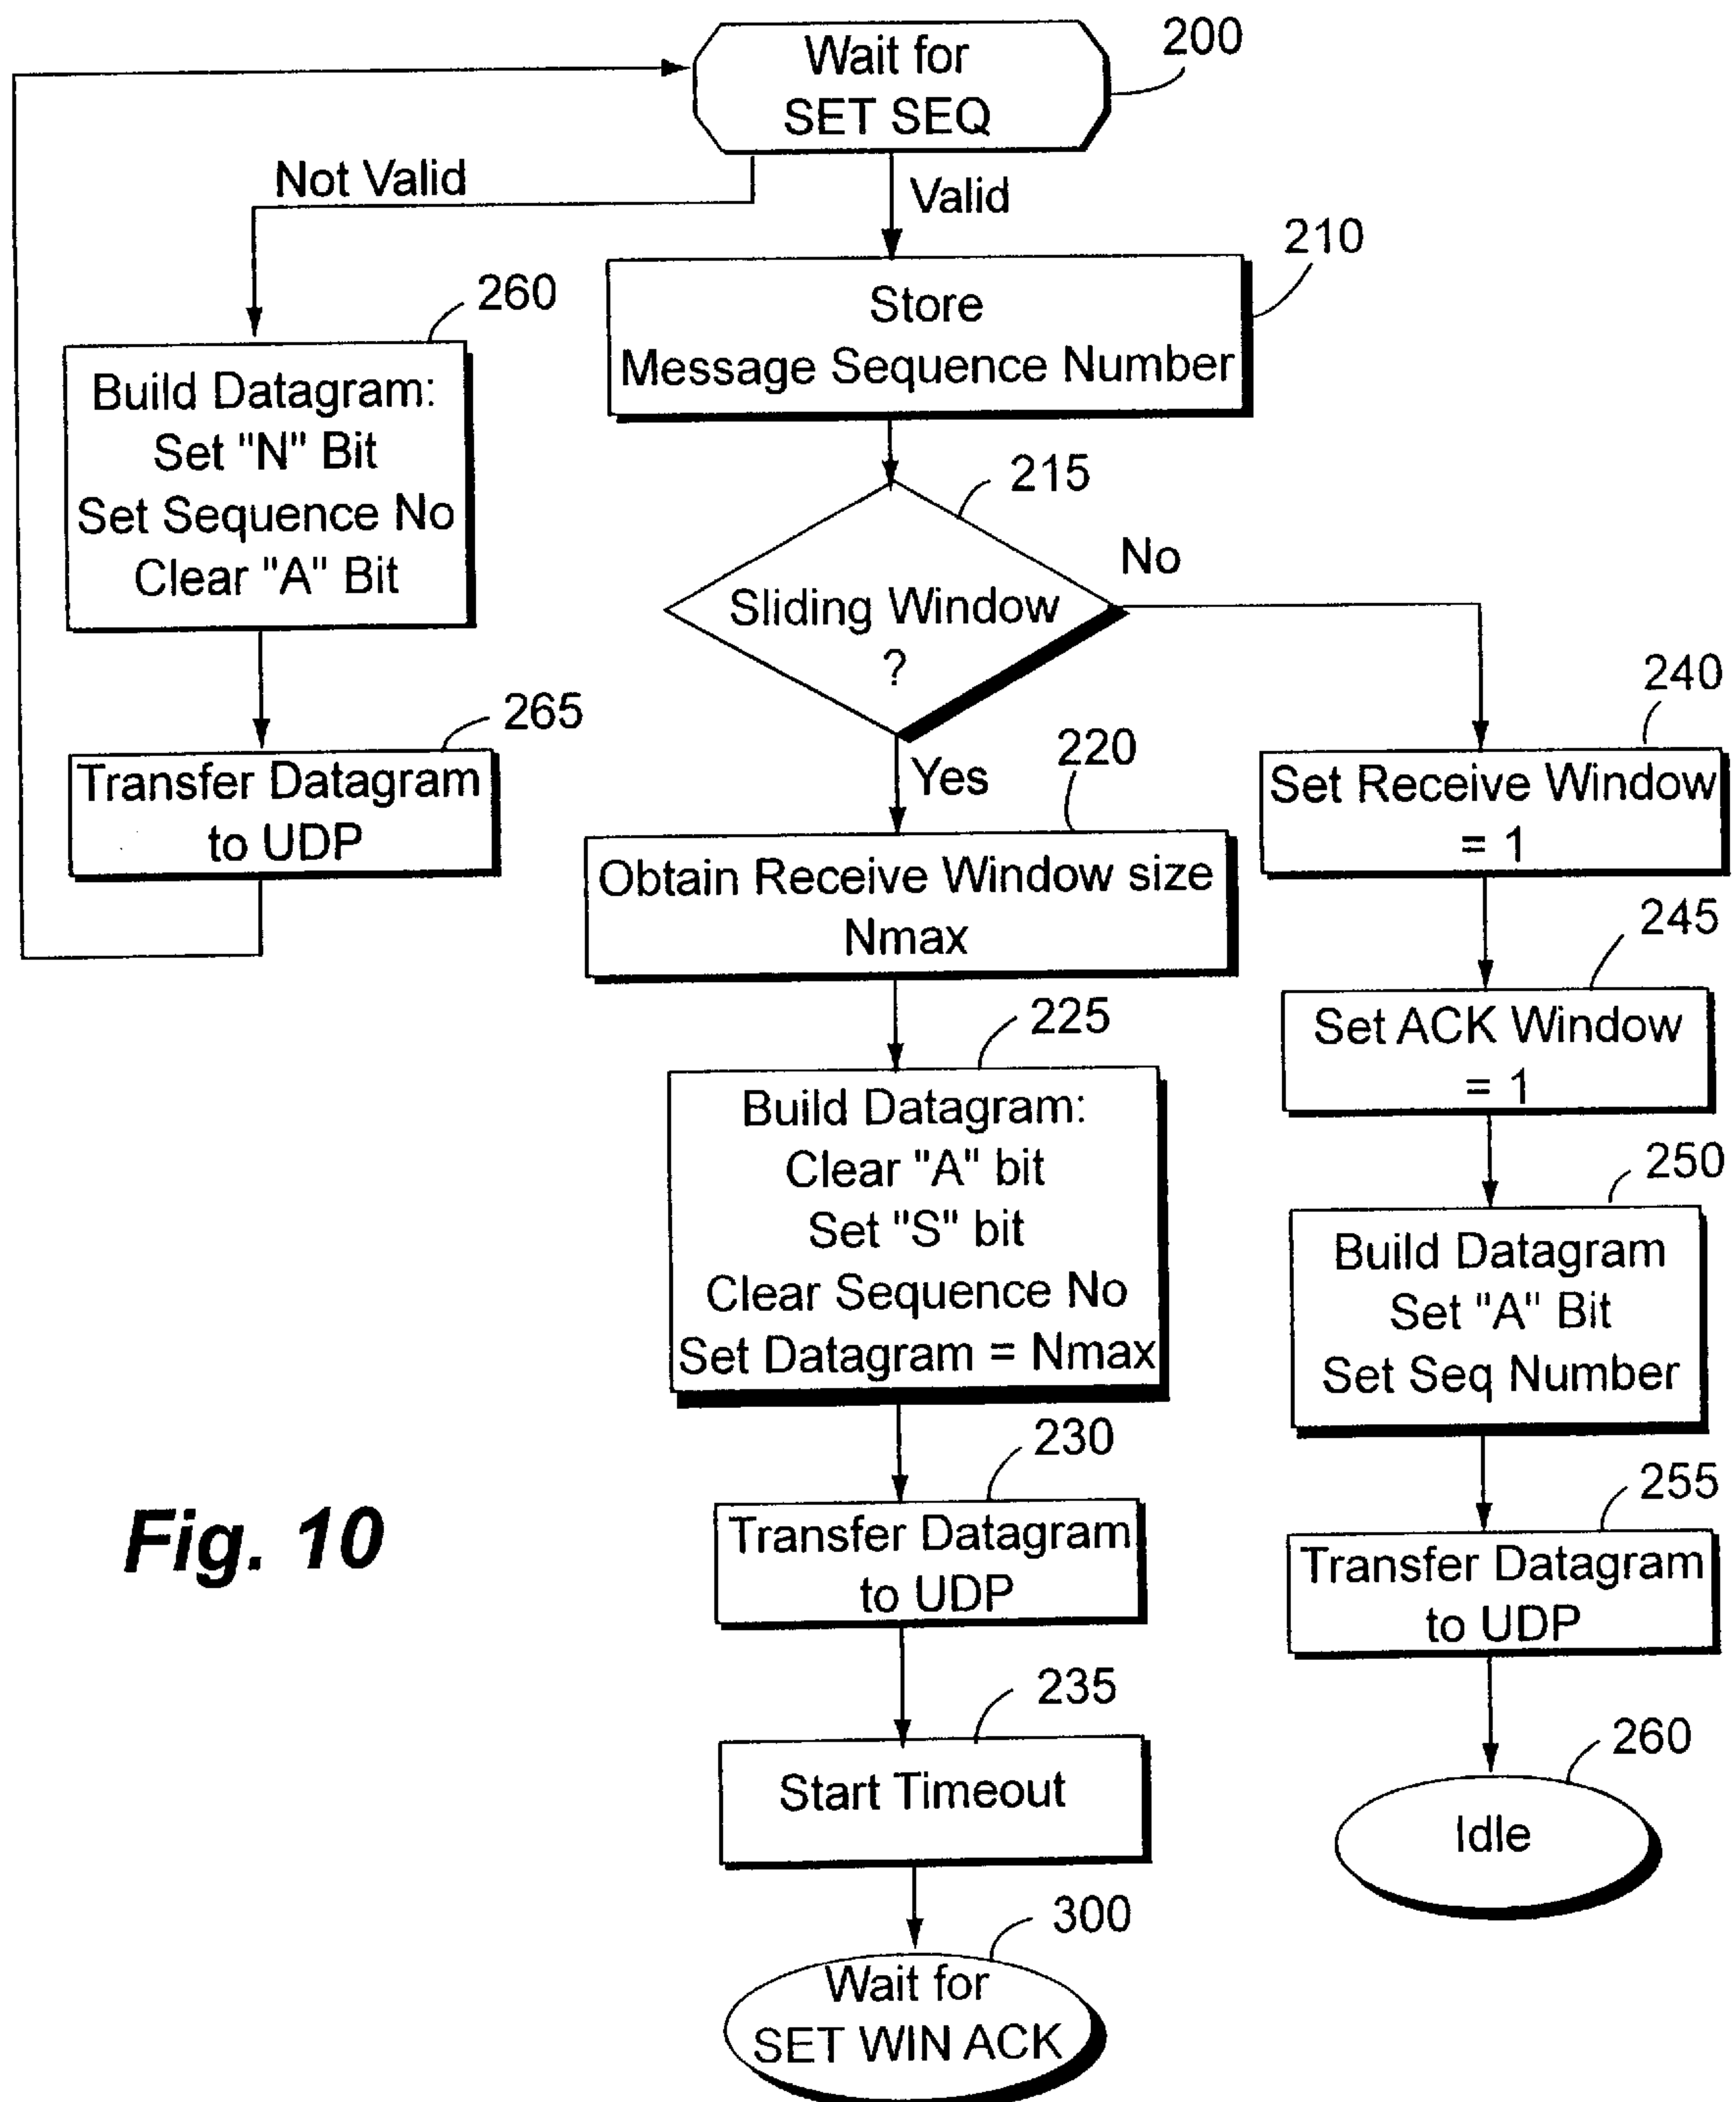 Wait for
SET SEQ
200
Not Valid
Valid
210
Store
Message Sequence Number
260
Build Datagram:
Set "N" Bit
Set Sequence No
Clear "A" Bit
215
Sliding Window
?
No
Yes
265
Transfer Datagram
to UDP
220
Obtain Receive Window size
Nmax
240
Set Receive Window
= 1
245
Set ACK Window
= 1
225
Build Datagram:
Clear "A" bit
Set "S" bit
Clear Sequence No
Set Datagram = Nmax
250
Build Datagram
Set "A" Bit
Set Seq Number
230
Transfer Datagram
to UDP
255
Transfer Datagram
to UDP
235
Start Timeout
260
Idle
300
Wait for
SET WIN ACK
Fig. 10